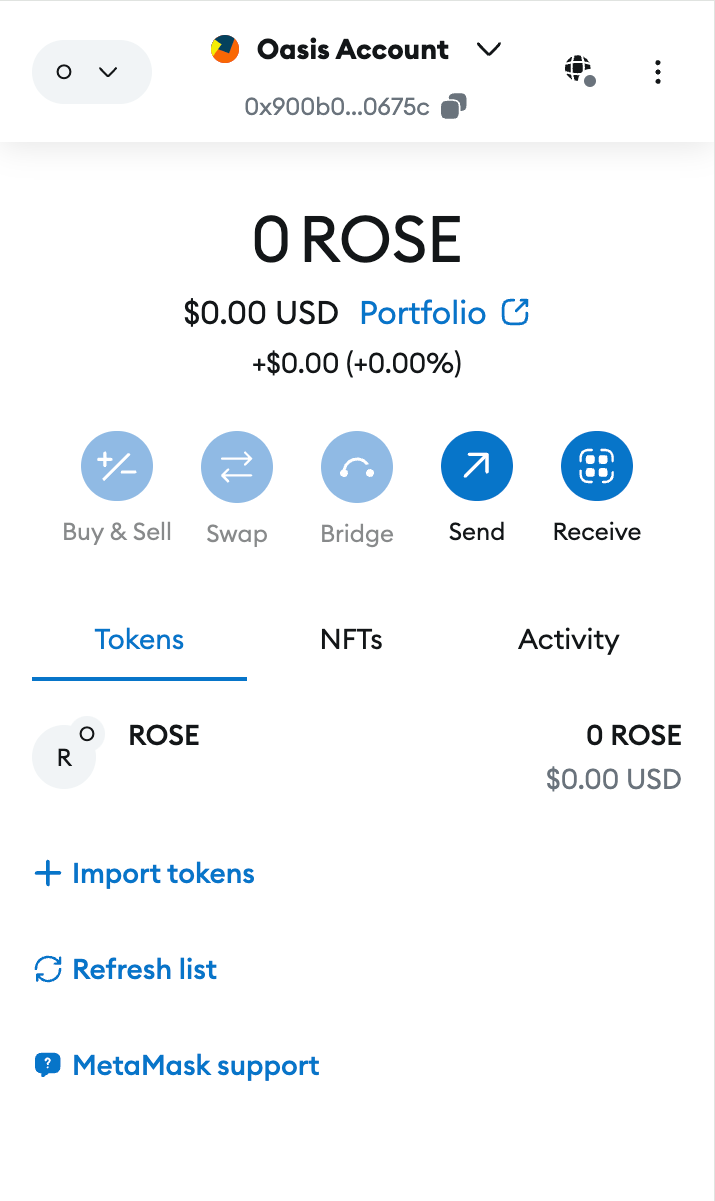 O
Oasis Account
0x900b0...0675c
0 ROSE
$0.00 USD Portfolio
+$0.00 (+0.00%)
Buy & Sell Swap Bridge Send Receive
Tokens NFTs Activity
R O ROSE 0 ROSE
$0.00 USD
Import tokens
Refresh list
MetaMask support